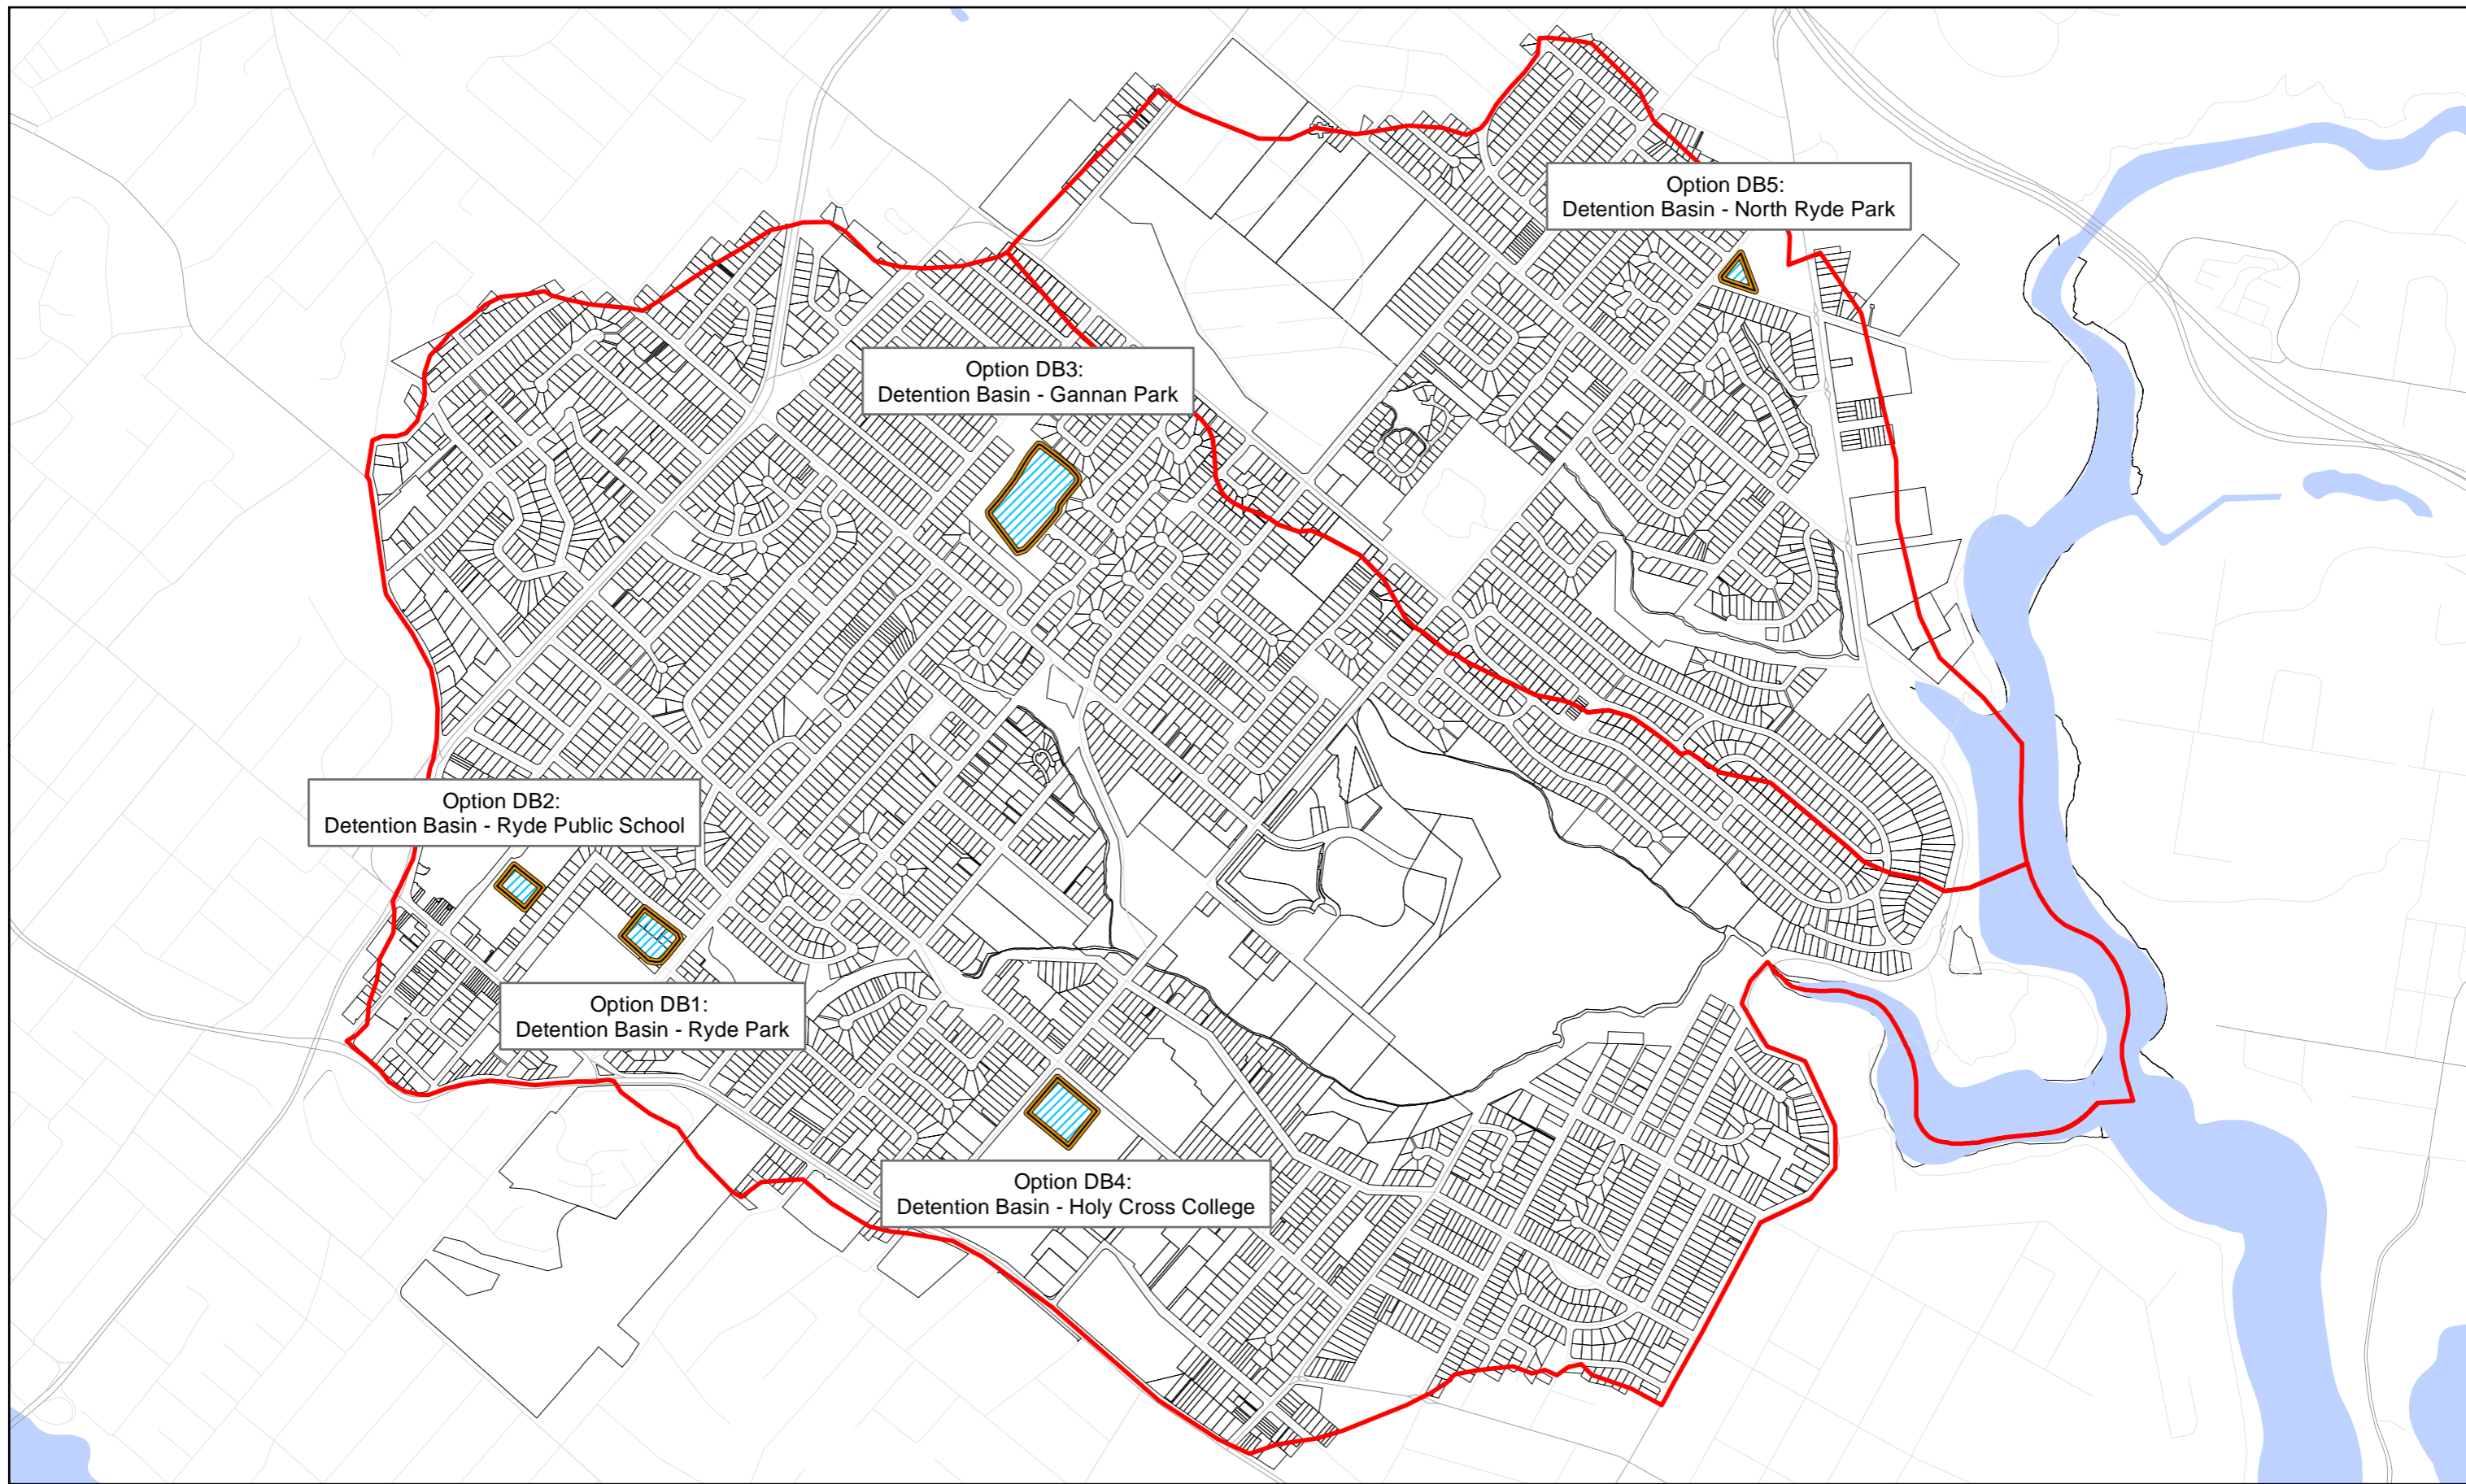 Option DB5:
Detention Basin - North Ryde Park
Option DB3:
Detention Basin - Gannan Park
Option DB2:
Detention Basin - Ryde Public School
Option DB1:
Detention Basin - Ryde Park
Option DB4:
Detention Basin - Holy Cross College